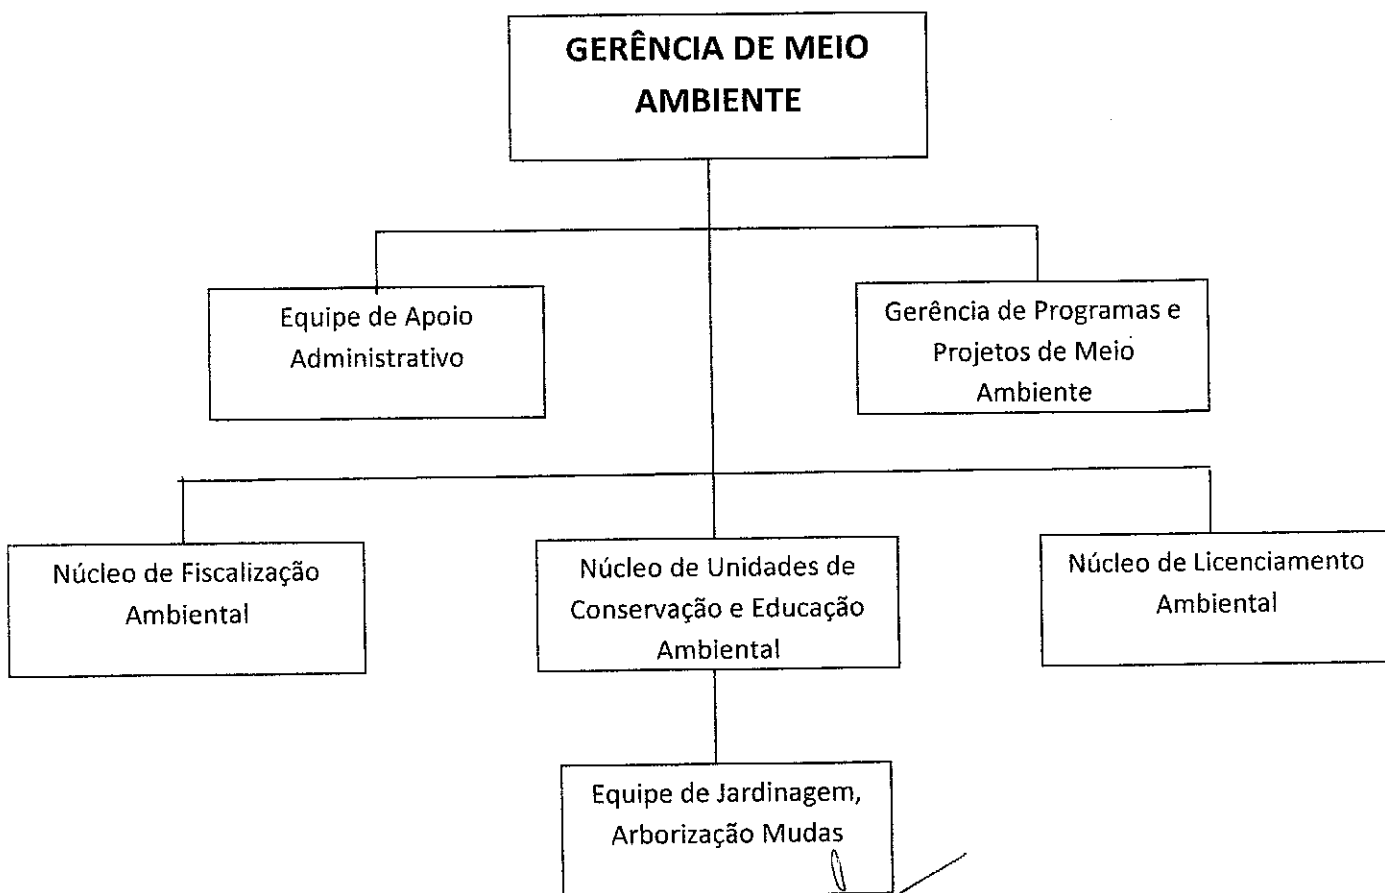 GERÊNCIA DE MEIO
AMBIENTE
Equipe de Apoio
Administrativo
Gerência de Programas e
Projetos de Meio
Ambiente
Núcleo de Fiscalização
Ambiental
Núcleo de Unidades de
Conservação e Educação
Ambiental
Núcleo de Licenciamento
Ambiental
Equipe de Jardinagem,
Arborização Mudas